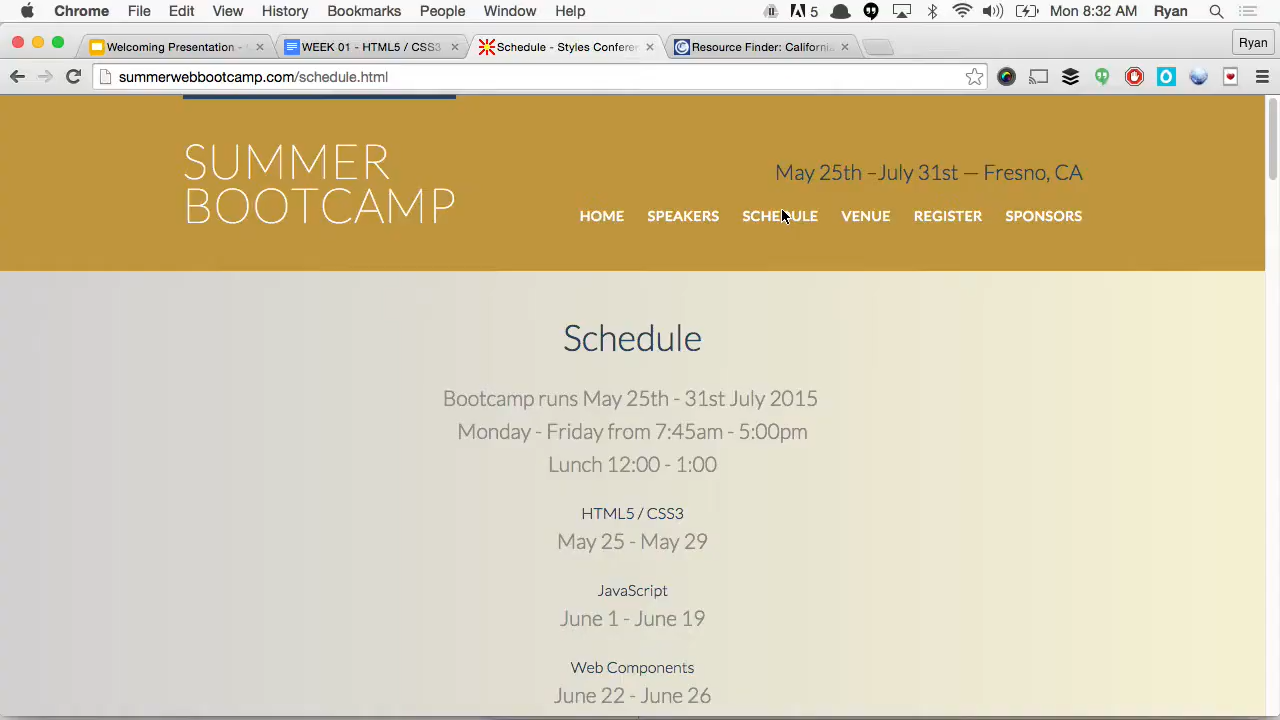 Chrome File Edit View History Bookmarks People Window Help 5 Mon 8:32 AM Ryan
Welcoming Presentation - WEEK 01 - HTML5 / CSS3 Schedule - Styles Conferen Resource Finder: Californi Ryan
summerwebbootcamp.com/schedule.html
SUMMER
BOOTCAMP
May 25th –July 31st — Fresno, CA
HOME SPEAKERS SCHEDULE VENUE REGISTER SPONSORS
Schedule
Bootcamp runs May 25th - 31st July 2015
Monday - Friday from 7:45am - 5:00pm
Lunch 12:00 - 1:00
HTML5 / CSS3
May 25 - May 29
JavaScript
June 1 - June 19
Web Components
June 22 - June 26